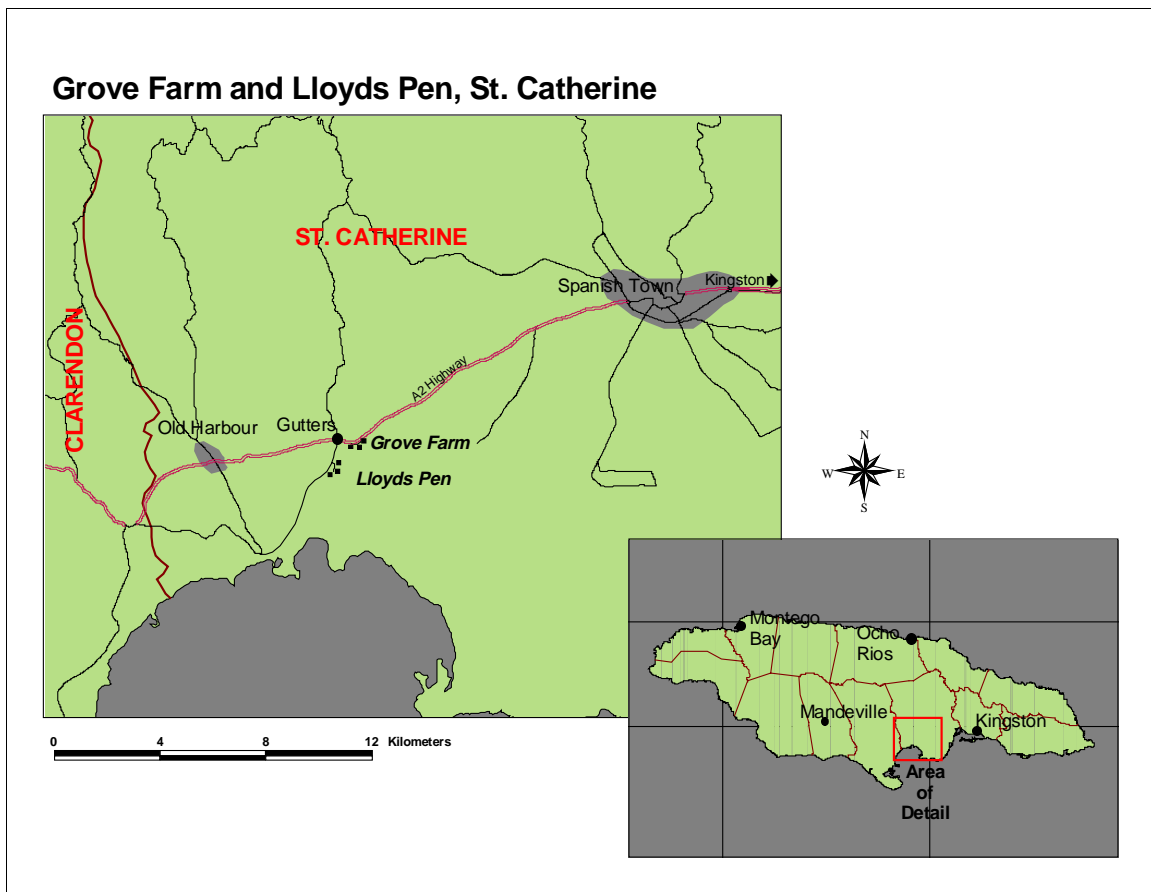 Grove Farm and Lloyds Pen, St. Catherine
ST. CATHERINE
Spanish Town
Kingston
CLARENDON
A2 Highway
Old Harbour
Gutters
Grove Farm
Lloyds Pen
N
W
E
S
0
4
8
12
Kilometers
Montego
Bay
Ocho
Rios
Mandeville
Kingston
Area
of
Detail